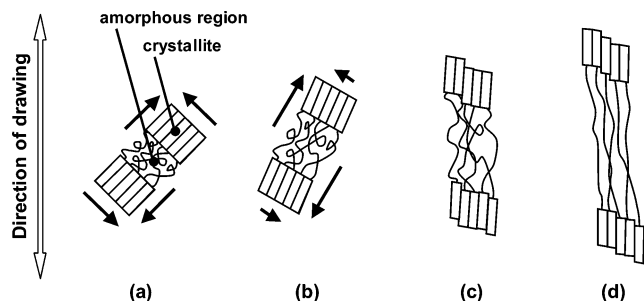 amorphous region
crystallite
Direction of drawing
(a)
(b)
(c)
(d)